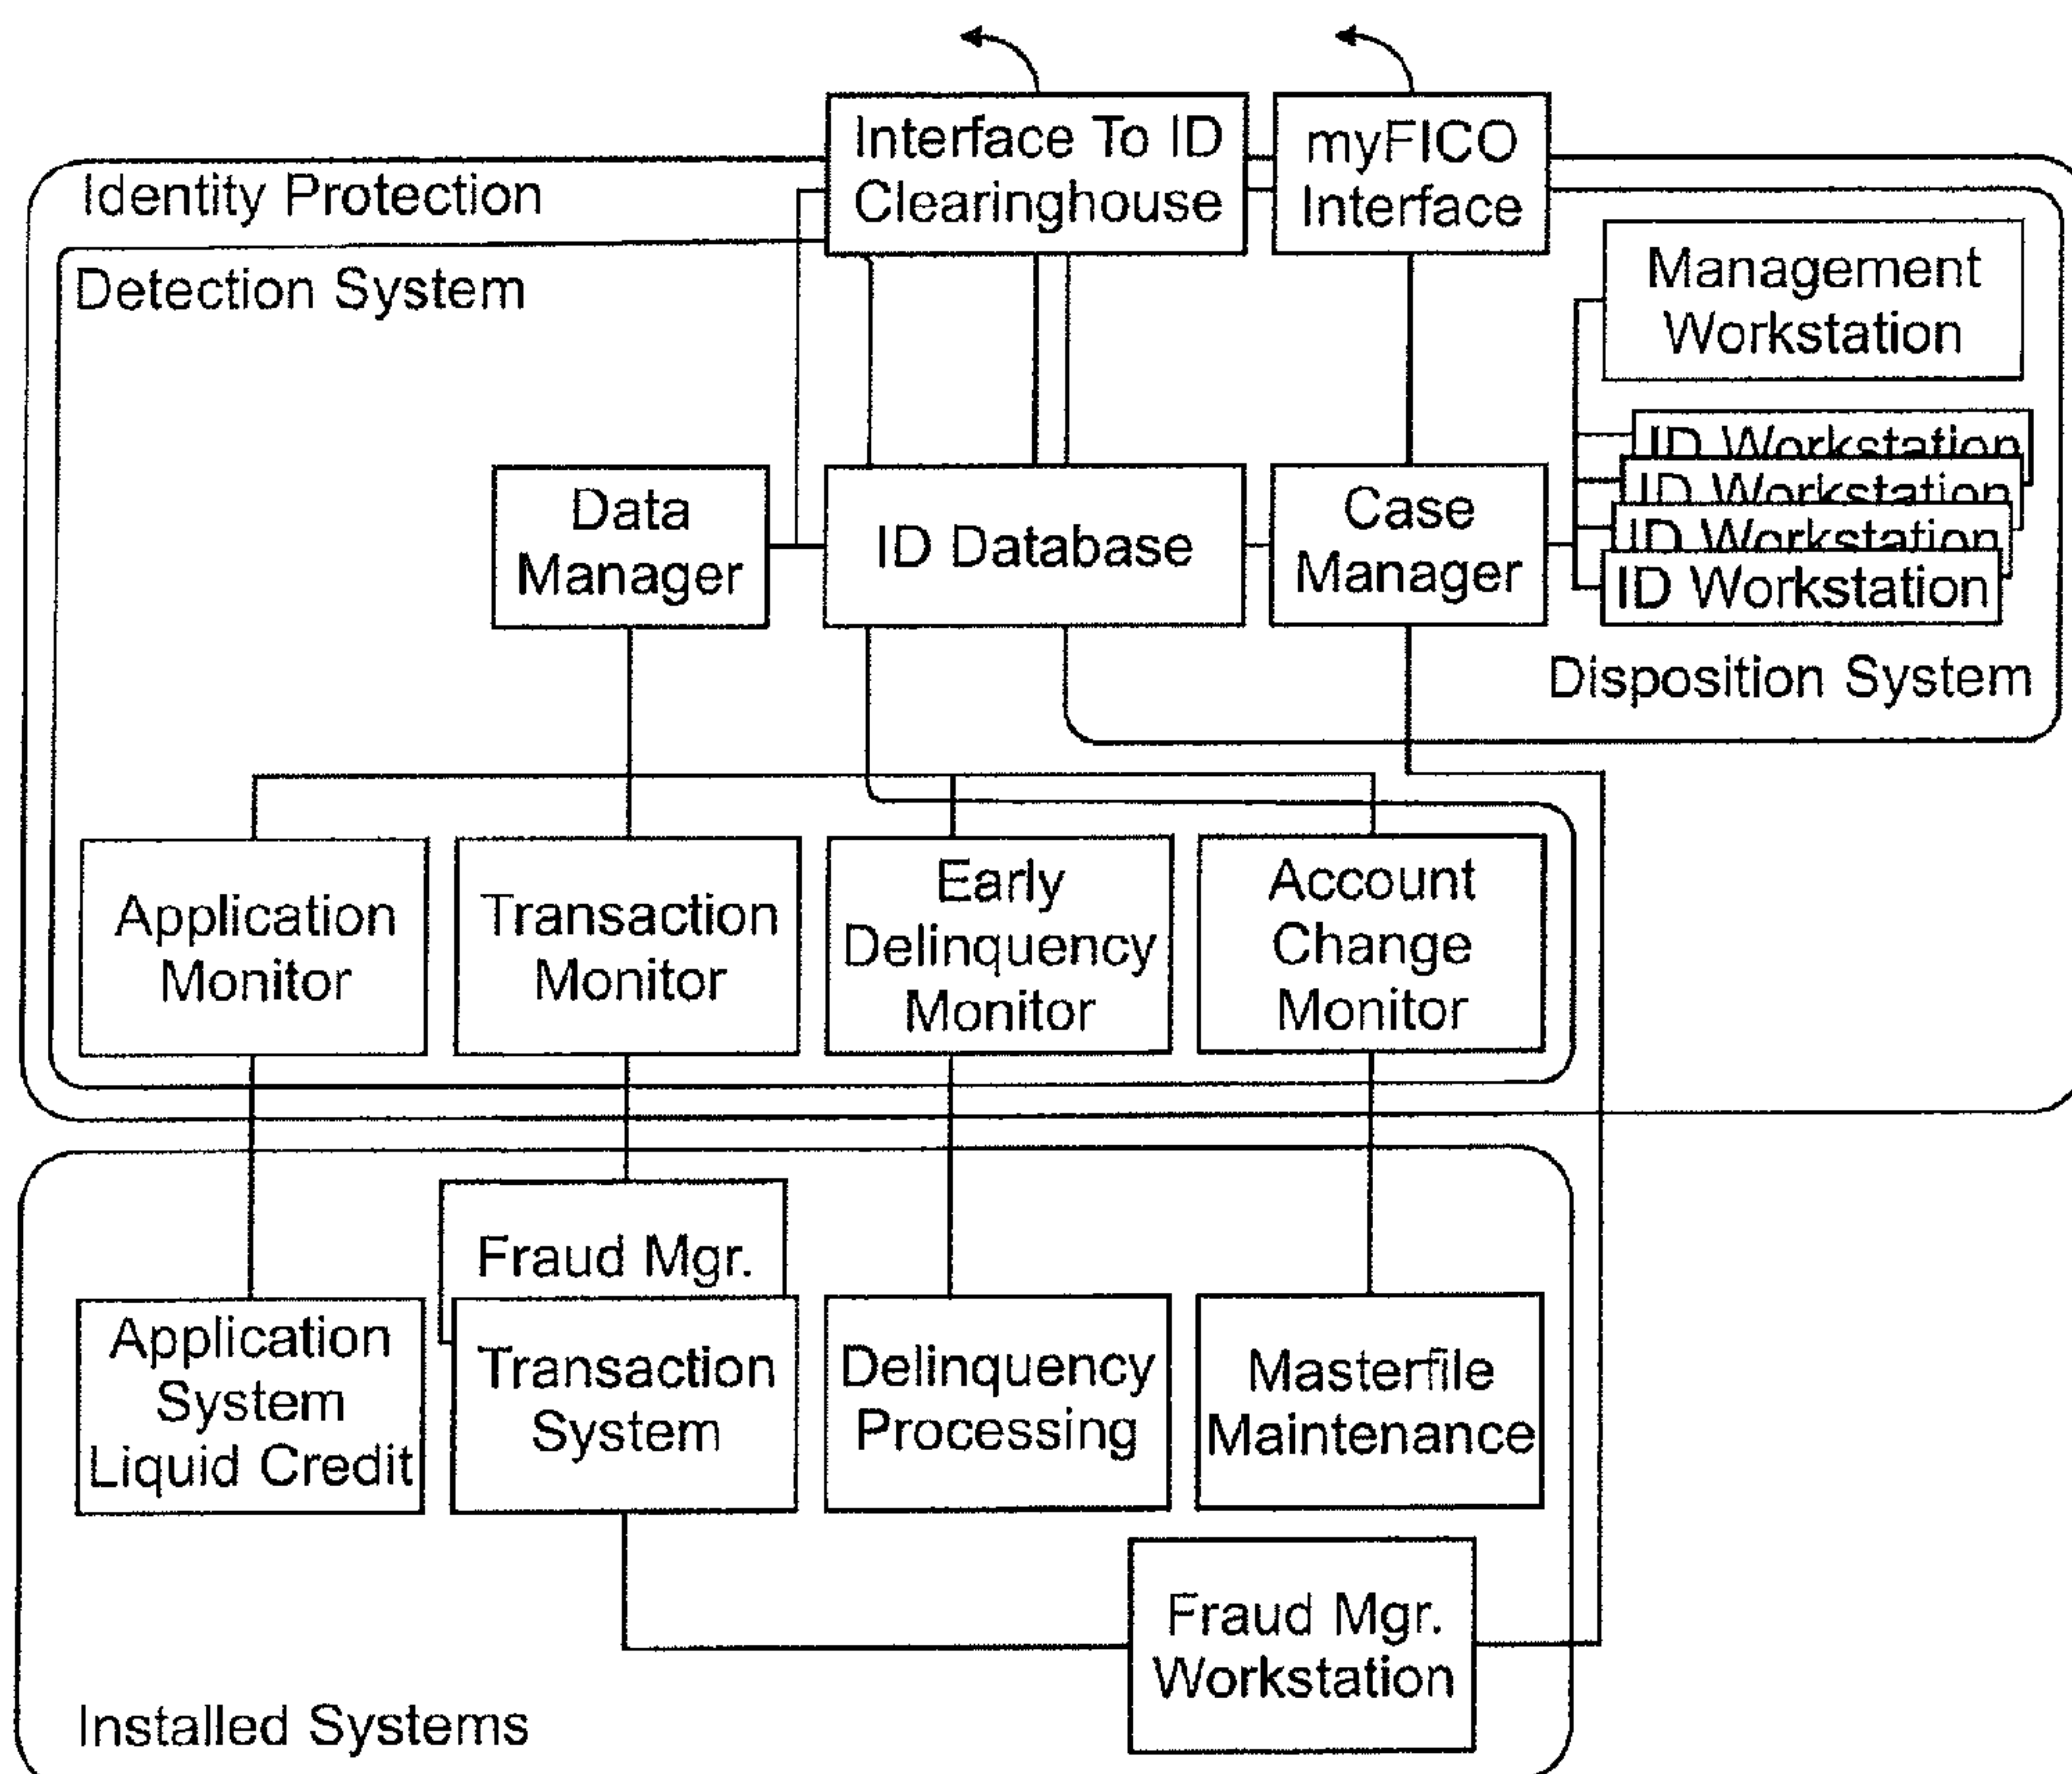 Interface To ID
Clearinghouse
myFICO
Interface
Identity Protection
Detection System
Management
Workstation
ID Workstation
ID Workstation
ID Workstation
ID Workstation
Data
Manager
ID Database
Case
Manager
Disposition System
Application
Monitor
Transaction
Monitor
Early
Delinquency
Monitor
Account
Change
Monitor
Fraud Mgr.
Application
System
Liquid Credit
Transaction
System
Delinquency
Processing
Masterfile
Maintenance
Fraud Mgr.
Workstation
Installed Systems